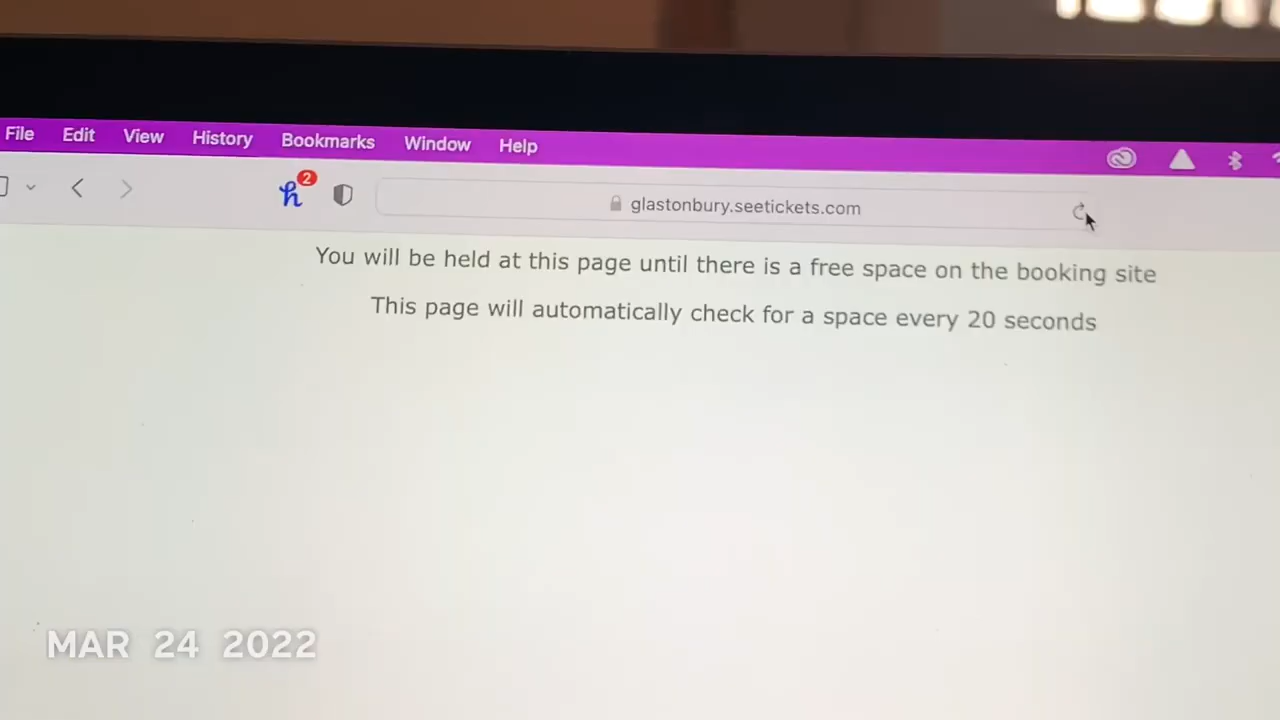 File Edit View History Bookmarks Window Help
2
glastonbury.seetickets.com
You will be held at this page until there is a free space on the booking site
This page will automatically check for a space every 20 seconds
MAR 24 2022